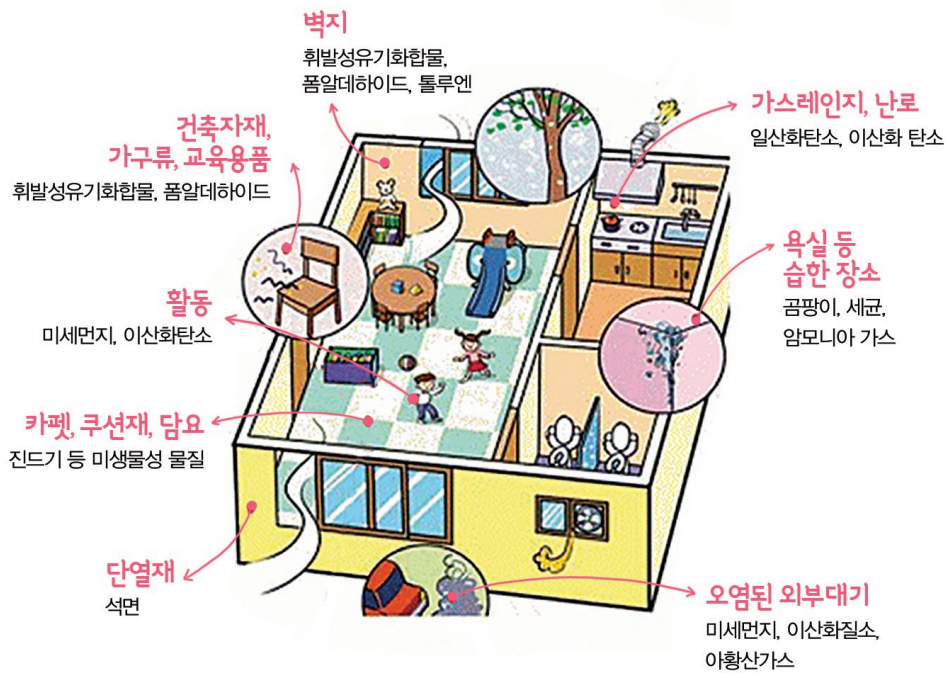 벽지
휘발성유기화합물,
폼알데하이드, 톨루엔
가스레인지, 난로
일산화탄소, 이산화 탄소
건축자재,
가구류, 교육용품
휘발성유기화합물, 폼알데하이드
욕실 등
습한 장소
곰팡이, 세균,
암모니아 가스
활동
미세먼지, 이산화탄소
카펫, 쿠션재, 담요
진드기 등 미생물성 물질
단열재
석면
오염된 외부대기
미세먼지, 이산화질소,
아황산가스